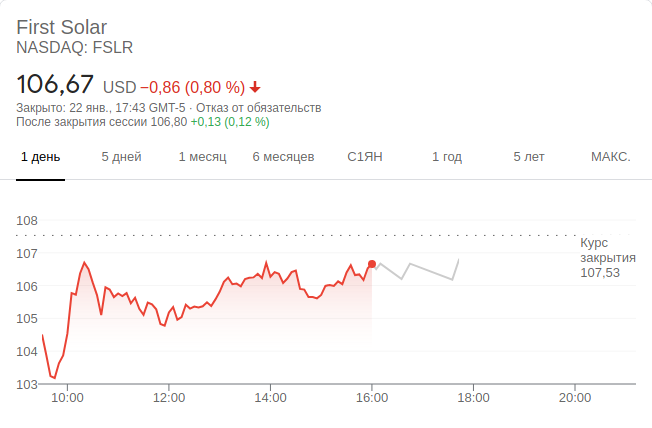 First Solar
NASDAQ: FSLR
106,67 USD −0,86 (0,80 %)
Закрыто: 22 янв., 17:43 GMT-5 · Отказ от обязательств
После закрытия сессии 106,80 +0,13 (0,12 %)
1 день 5 дней 1 месяц 6 месяцев С1ЯН 1 год 5 лет МАКС.
108
107
106
105
104
103
Курс
закрытия
107,53
10:00 12:00 14:00 16:00 18:00 20:00